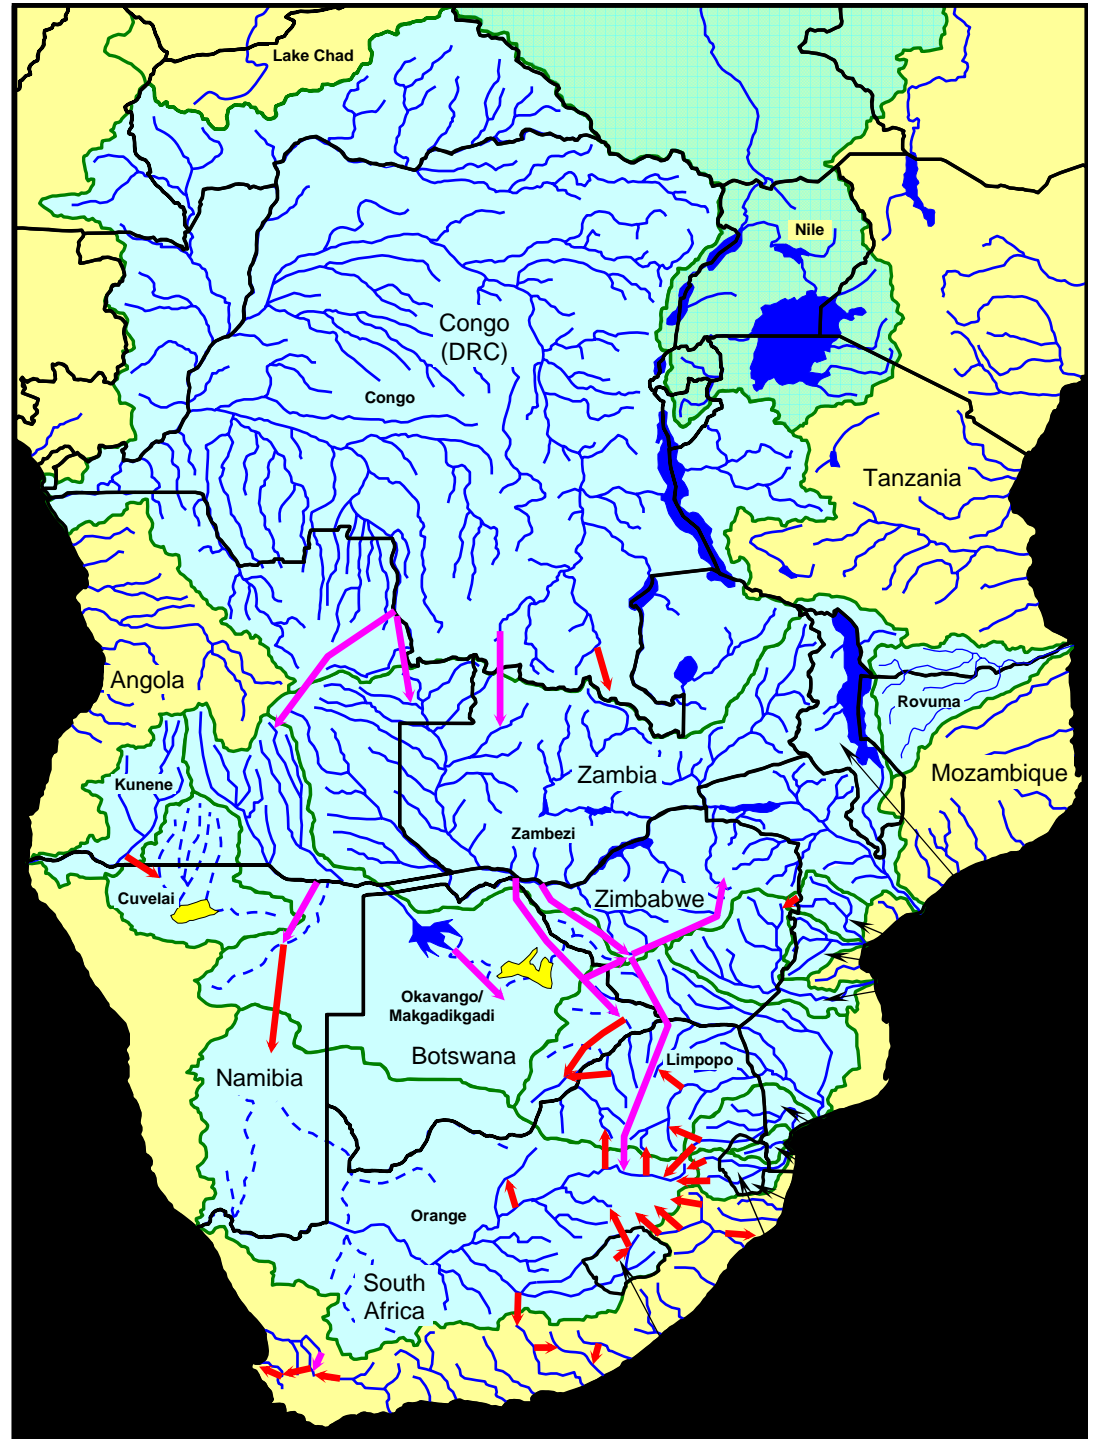 Lake Chad
Nile
Congo
(DRC)
Congo
Tanzania
Angola
Rovuma
Kunene
Zambia
Mozambique
Zambezi
Cuvelai
Zimbabwe
Okavango/
Makgadikgadi
Botswana
Limpopo
Namibia
Orange
South
Africa